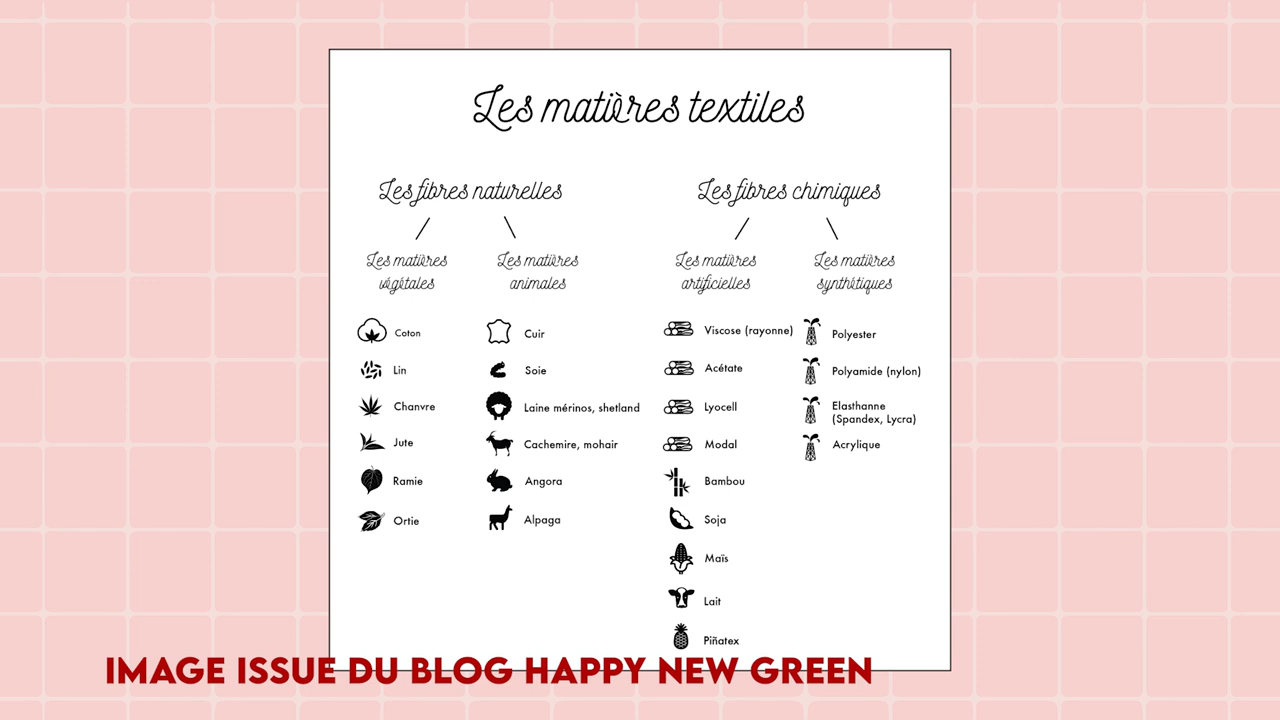 Les matières textiles
Les fibres naturelles
Les fibres chimiques
Les matières
végétales
Les matières
animales
Les matières
artificielles
Les matières
synthétiques
Coton
Lin
Chanvre
Jute
Ramie
Ortie
Cuir
Soie
Laine mérinos, shetland
Cachemire, mohair
Angora
Alpaga
Viscose (rayonne)
Acétate
Lyocell
Modal
Bambou
Soja
Maïs
Lait
Piñatex
Polyester
Polyamide (nylon)
Elasthanne
(Spandex, Lycra)
Acrylique
IMAGE ISSUE DU BLOG HAPPY NEW GREEN